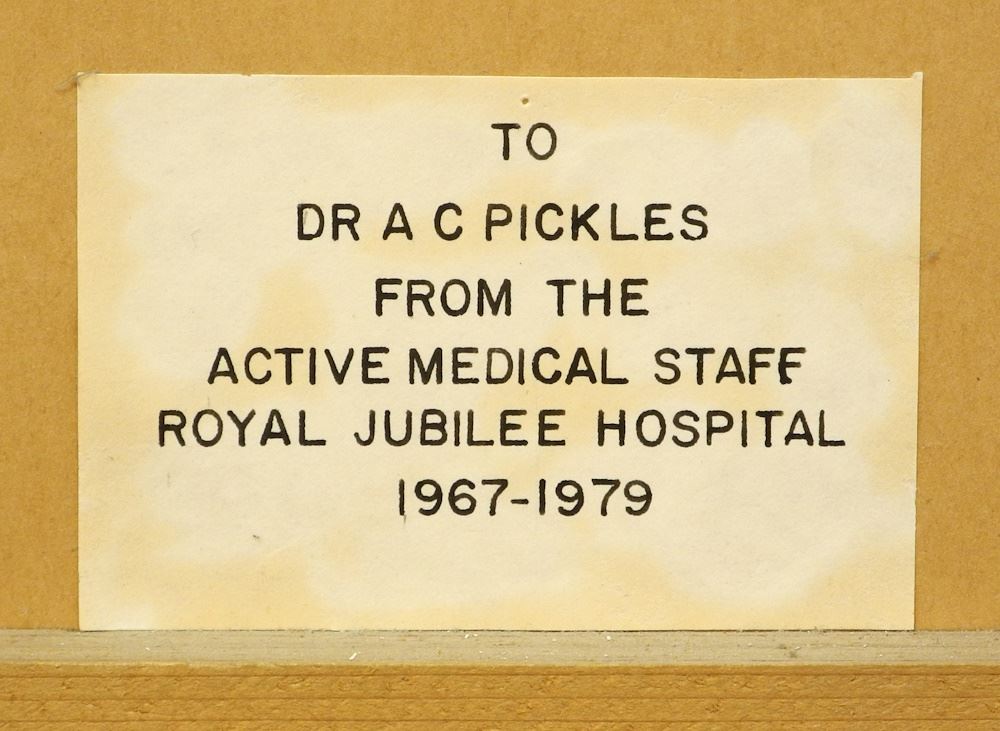 TO
DR A C PICKLES
FROM THE
ACTIVE MEDICAL STAFF
ROYAL JUBILEE HOSPITAL
1967-1979